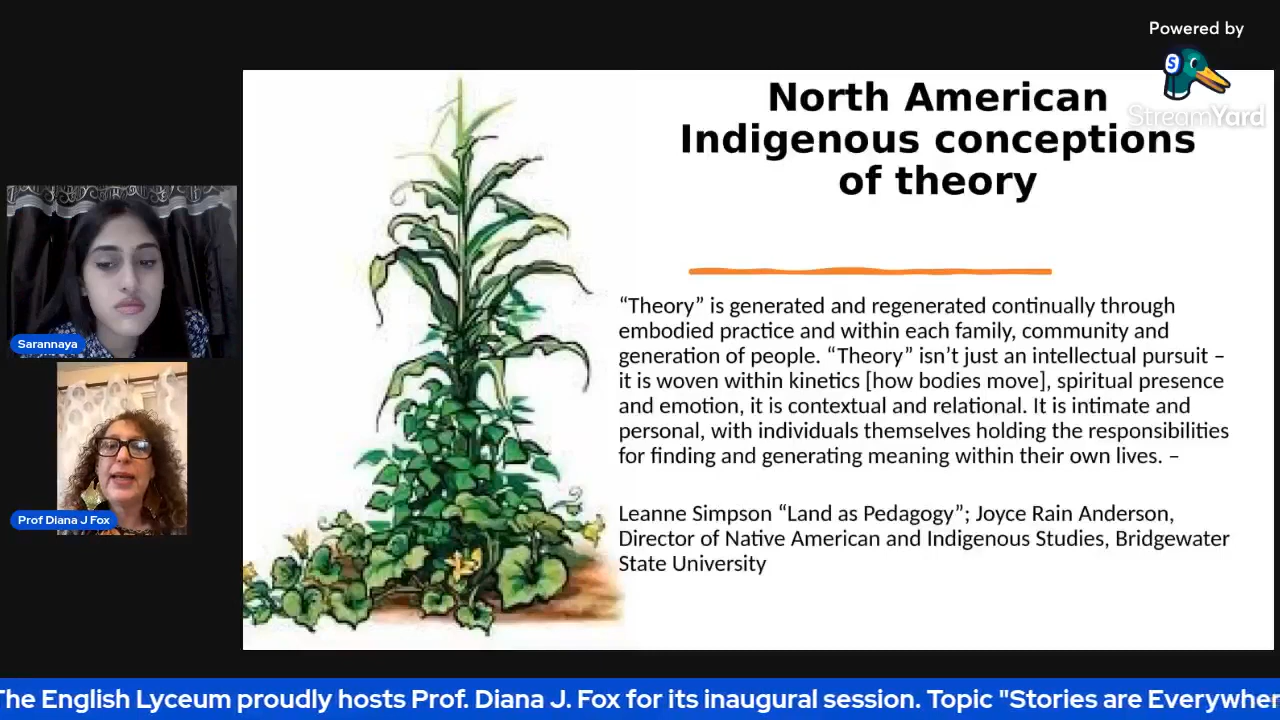 Powered by
StreamYard
North American
Indigenous conceptions
of theory
“Theory” is generated and regenerated continually through
embodied practice and within each family, community and
generation of people. “Theory” isn’t just an intellectual pursuit –
it is woven within kinetics [how bodies move], spiritual presence
and emotion, it is contextual and relational. It is intimate and
personal, with individuals themselves holding the responsibilities
for finding and generating meaning within their own lives. –
Leanne Simpson “Land as Pedagogy”; Joyce Rain Anderson,
Director of Native American and Indigenous Studies, Bridgewater
State University
Sarannaya
Prof Diana J Fox
The English Lyceum proudly hosts Prof. Diana J. Fox for its inaugural session. Topic "Stories are Everywher